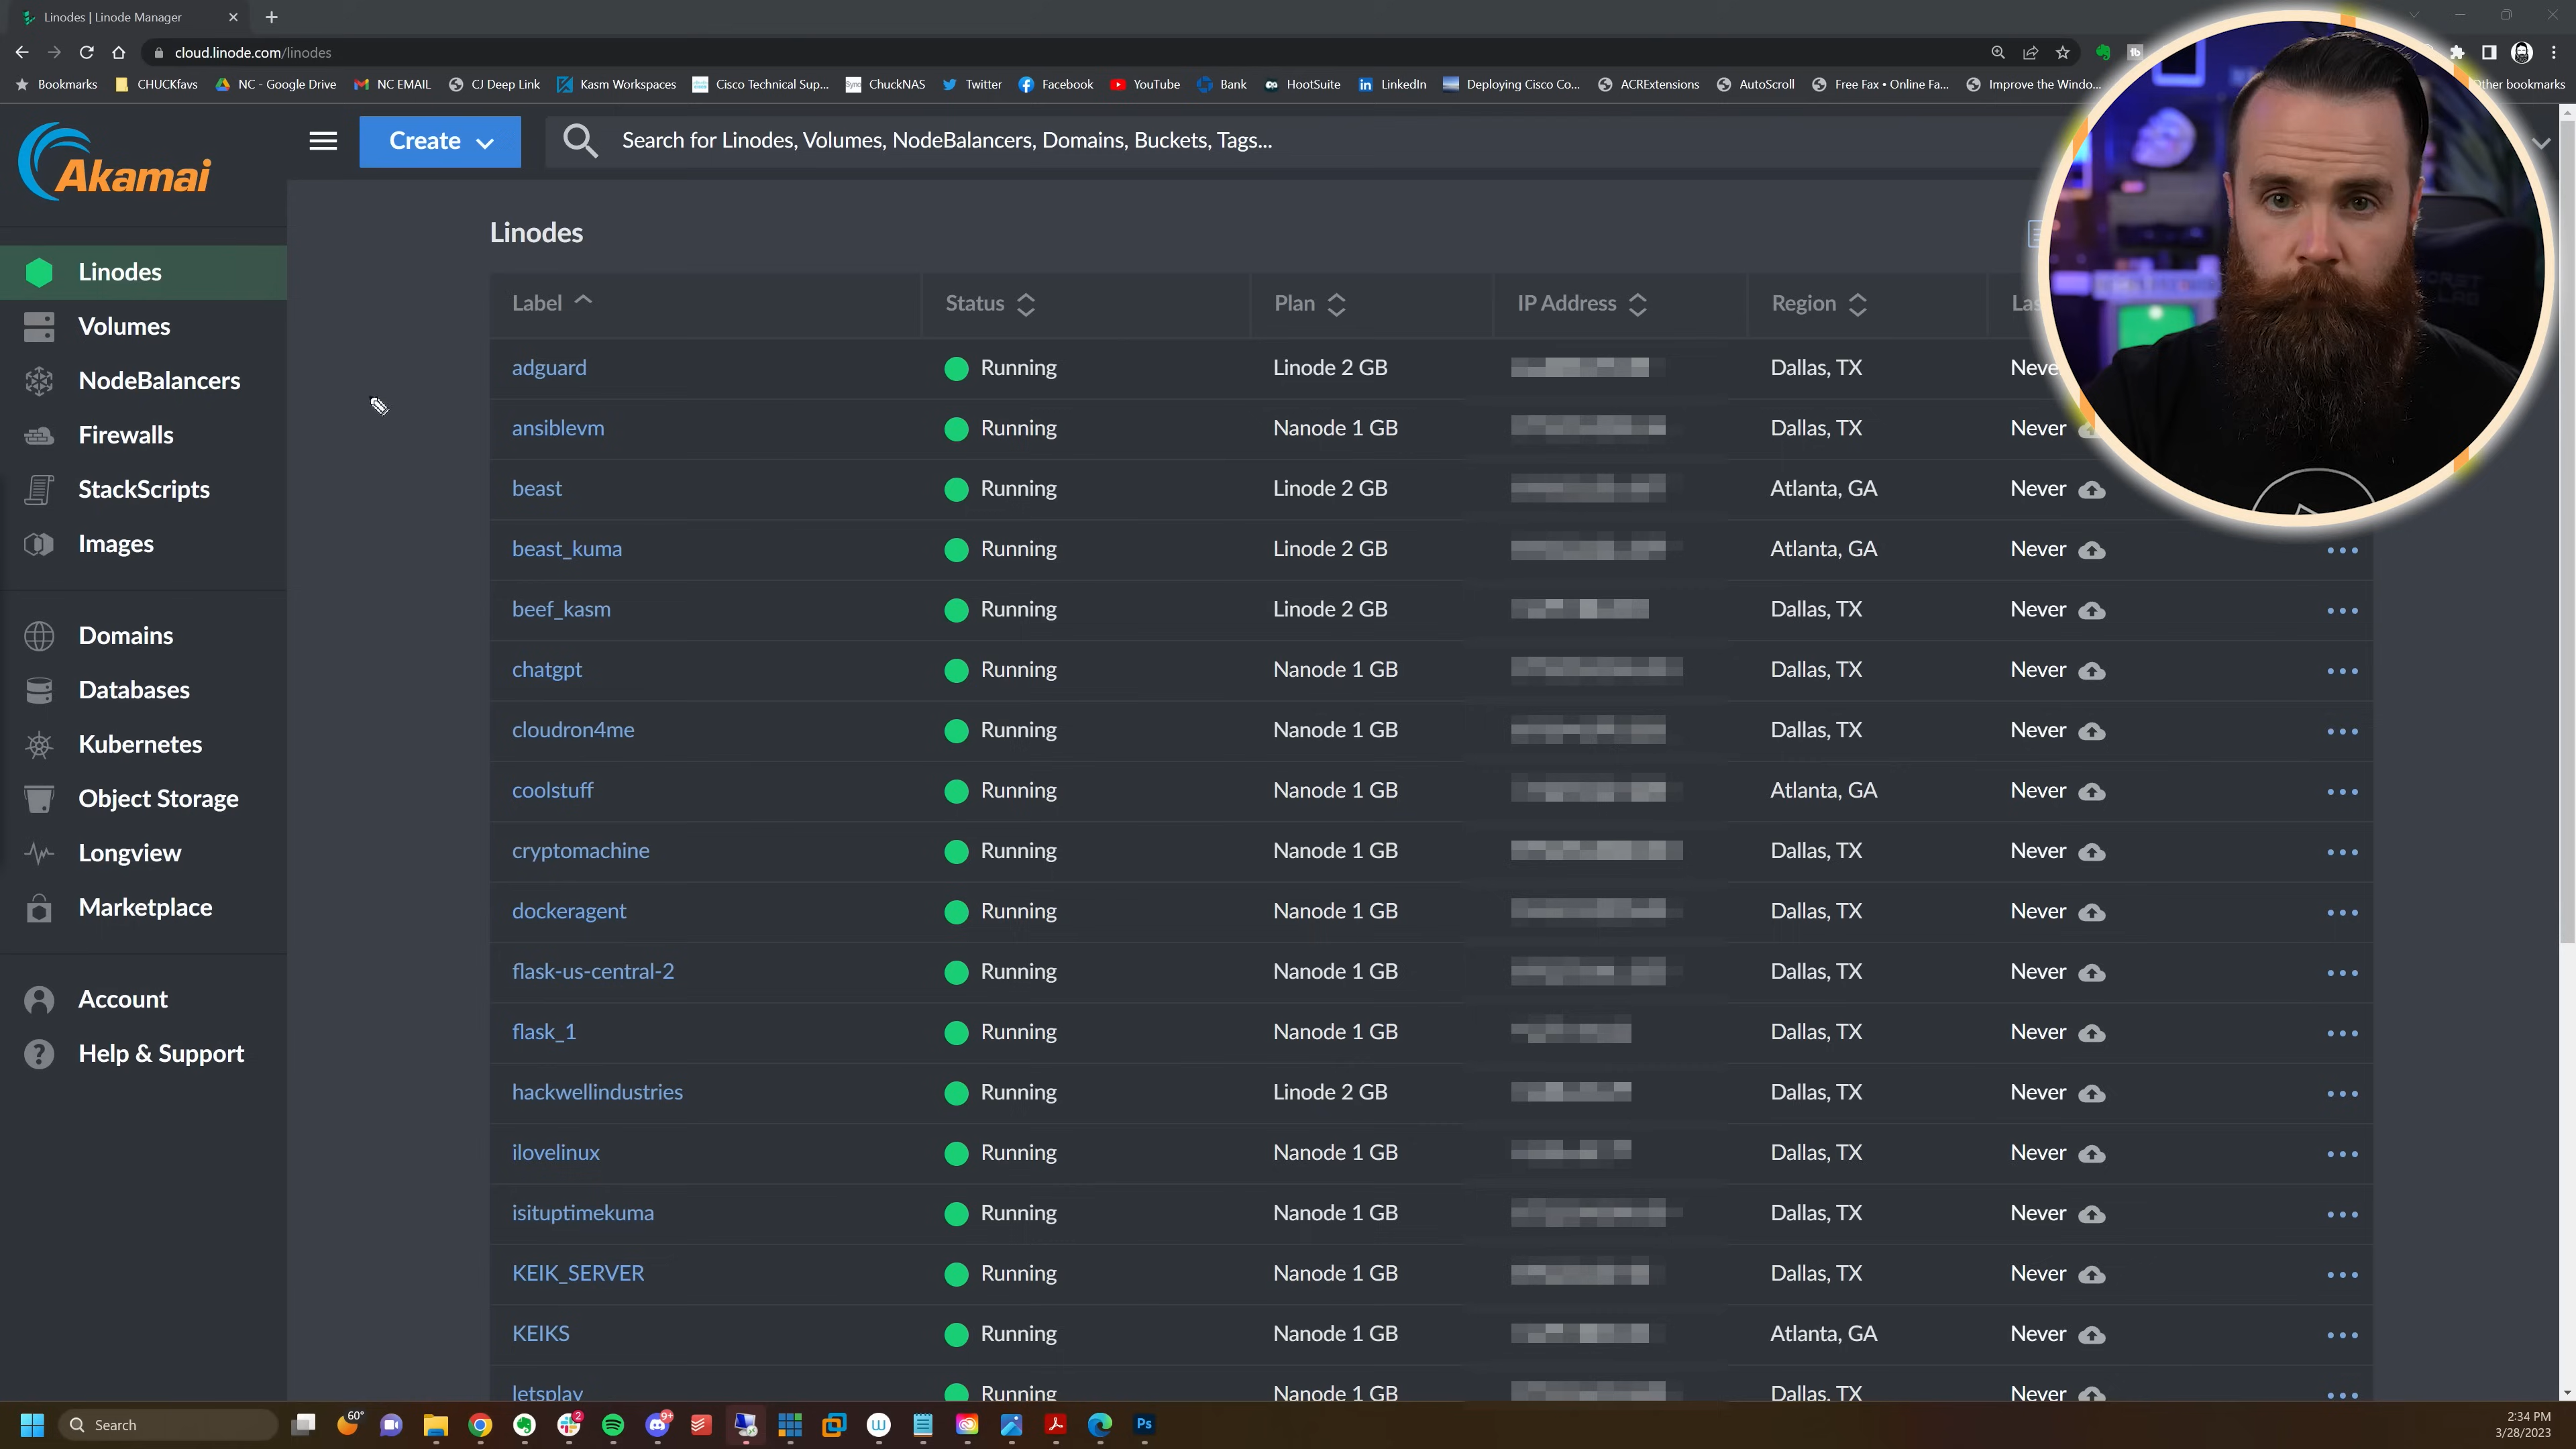 Linodes | Linode Manager
cloud.linode.com/linodes
Bookmarks CHUCKfavs NC - Google Drive NC EMAIL CJ Deep Link Kasm Workspaces Cisco Technical Sup... ChuckNAS Twitter Facebook YouTube Bank HootSuite LinkedIn Deploying Cisco Co... ACRExtensions AutoScroll Free Fax • Online Fa... Improve the Windo... ther bookmarks
Akamai
Create
Search for Linodes, Volumes, NodeBalancers, Domains, Buckets, Tags...
Linodes
Volumes
NodeBalancers
Firewalls
StackScripts
Images
Domains
Databases
Kubernetes
Object Storage
Longview
Marketplace
Account
Help & Support
Linodes
Label Status Plan IP Address Region Las
adguard Running Linode 2 GB Dallas, TX Neve
ansiblevm Running Nanode 1 GB Dallas, TX Never
beast Running Linode 2 GB Atlanta, GA Never
beast_kuma Running Linode 2 GB Atlanta, GA Never
beef_kasm Running Linode 2 GB Dallas, TX Never
chatgpt Running Nanode 1 GB Dallas, TX Never
cloudron4me Running Nanode 1 GB Dallas, TX Never
coolstuff Running Nanode 1 GB Atlanta, GA Never
cryptomachine Running Nanode 1 GB Dallas, TX Never
dockeragent Running Nanode 1 GB Dallas, TX Never
flask-us-central-2 Running Nanode 1 GB Dallas, TX Never
flask_1 Running Nanode 1 GB Dallas, TX Never
hackwellindustries Running Linode 2 GB Dallas, TX Never
ilovelinux Running Nanode 1 GB Dallas, TX Never
isituptimekuma Running Nanode 1 GB Dallas, TX Never
KEIK_SERVER Running Nanode 1 GB Dallas, TX Never
KEIKS Running Nanode 1 GB Atlanta, GA Never
letsplay Running Nanode 1 GB Dallas, TX Never
Search
60°
2
9+
Ps
2:34 PM
3/28/2023